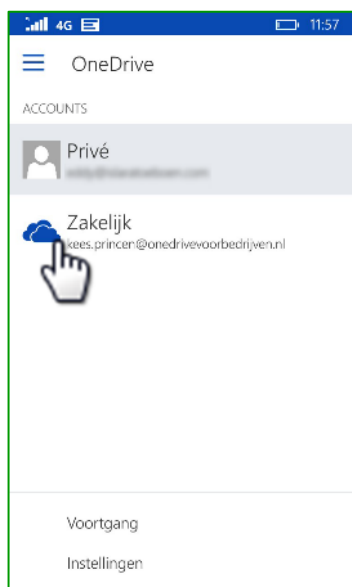 4G 11:57
OneDrive
ACCOUNTS
Privé
Zakelijk
kees.princen@onedrivevoorbedrijven.nl
Voortgang
Instellingen